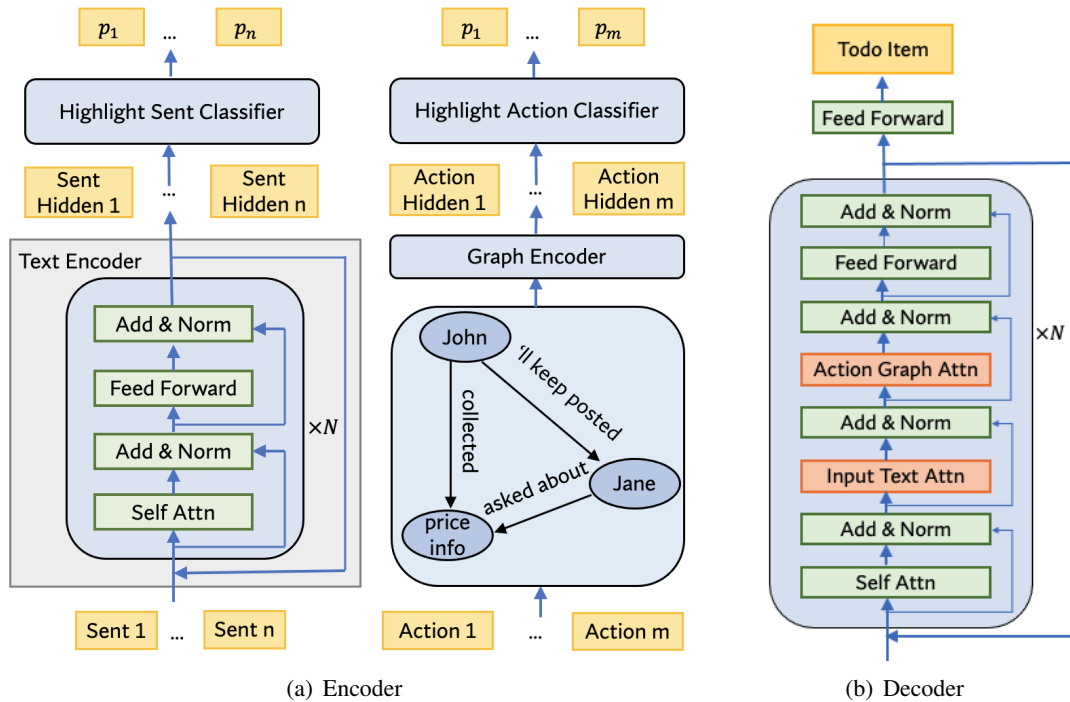 p₁ ... pₙ
Highlight Sent Classifier
Sent
Hidden 1
...
Sent
Hidden n
Text Encoder
Add & Norm
Feed Forward
×N
Add & Norm
Self Attn
Sent 1 ... Sent n
p₁ ... pₘ
Highlight Action Classifier
Action
Hidden 1
...
Action
Hidden m
Graph Encoder
John
'll keep posted
collected
asked about
Jane
price
info
Action 1 ... Action m
(a) Encoder
Todo Item
Feed Forward
Add & Norm
Feed Forward
Add & Norm
×N
Action Graph Attn
Add & Norm
Input Text Attn
Add & Norm
Self Attn
(b) Decoder